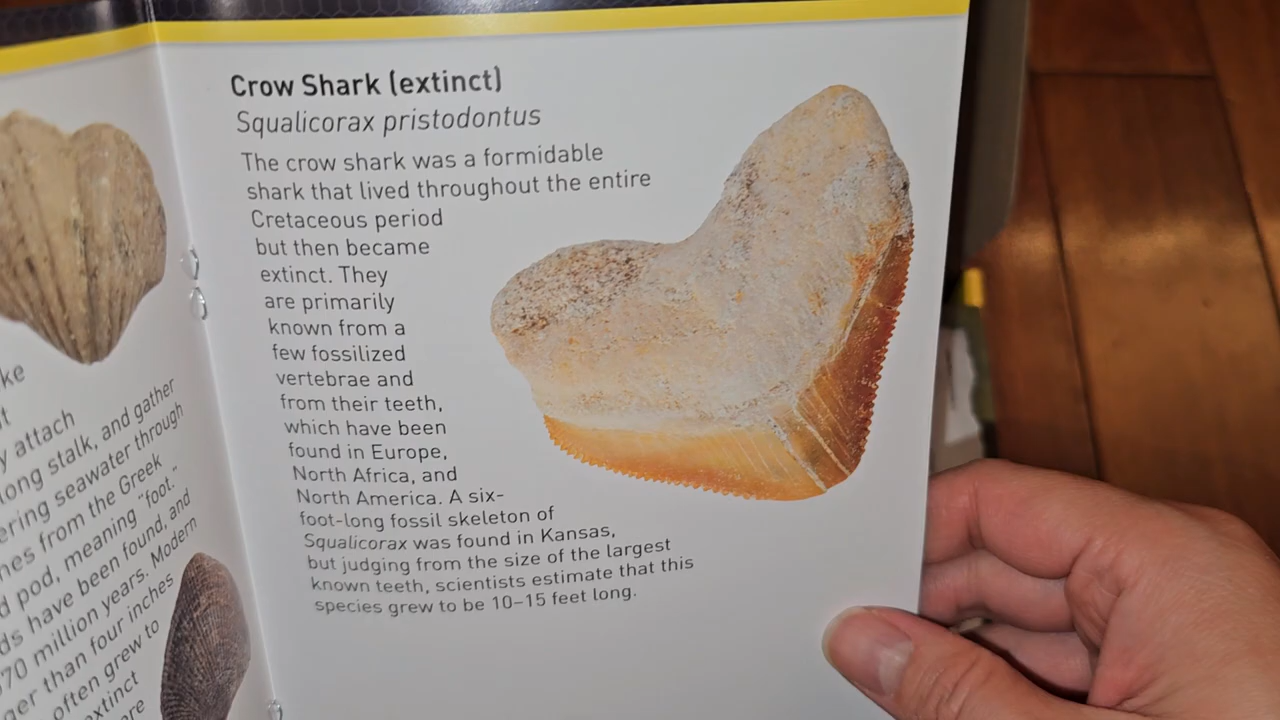 ke
y attach
long stalk, and gather
ering seawater through
nes from the Greek
d pod, meaning "foot."
ds have been found, and
70 million years. Modern
ger than four inches
often grew to
extinct
Crow Shark (extinct)
Squalicorax pristodontus
The crow shark was a formidable
shark that lived throughout the entire
Cretaceous period
but then became
extinct. They
are primarily
known from a
few fossilized
vertebrae and
from their teeth,
which have been
found in Europe,
North Africa, and
North America. A six-
foot-long fossil skeleton of
Squalicorax was found in Kansas,
but judging from the size of the largest
known teeth, scientists estimate that this
species grew to be 10–15 feet long.